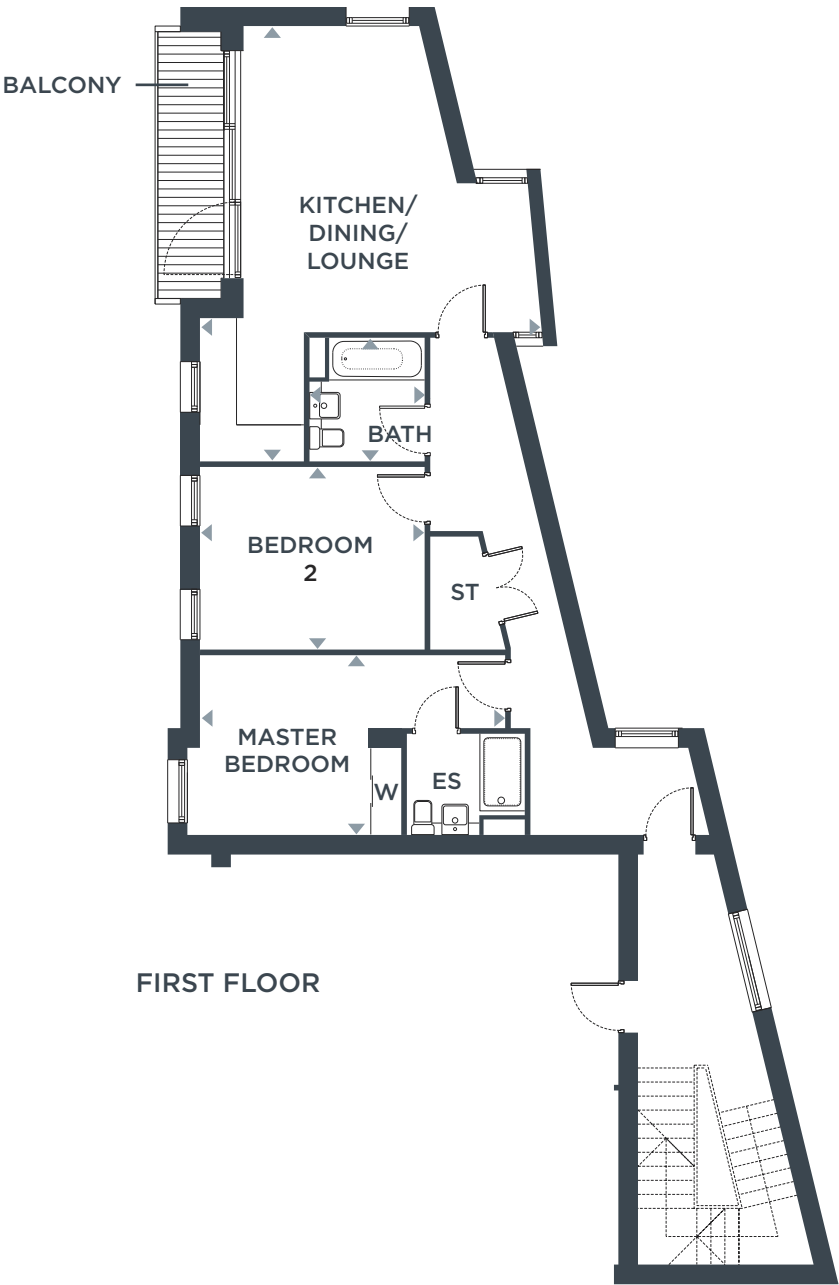 BALCONY
KITCHEN/
DINING/
LOUNGE
BATH
BEDROOM
2
ST
MASTER
BEDROOM
W
ES
FIRST FLOOR